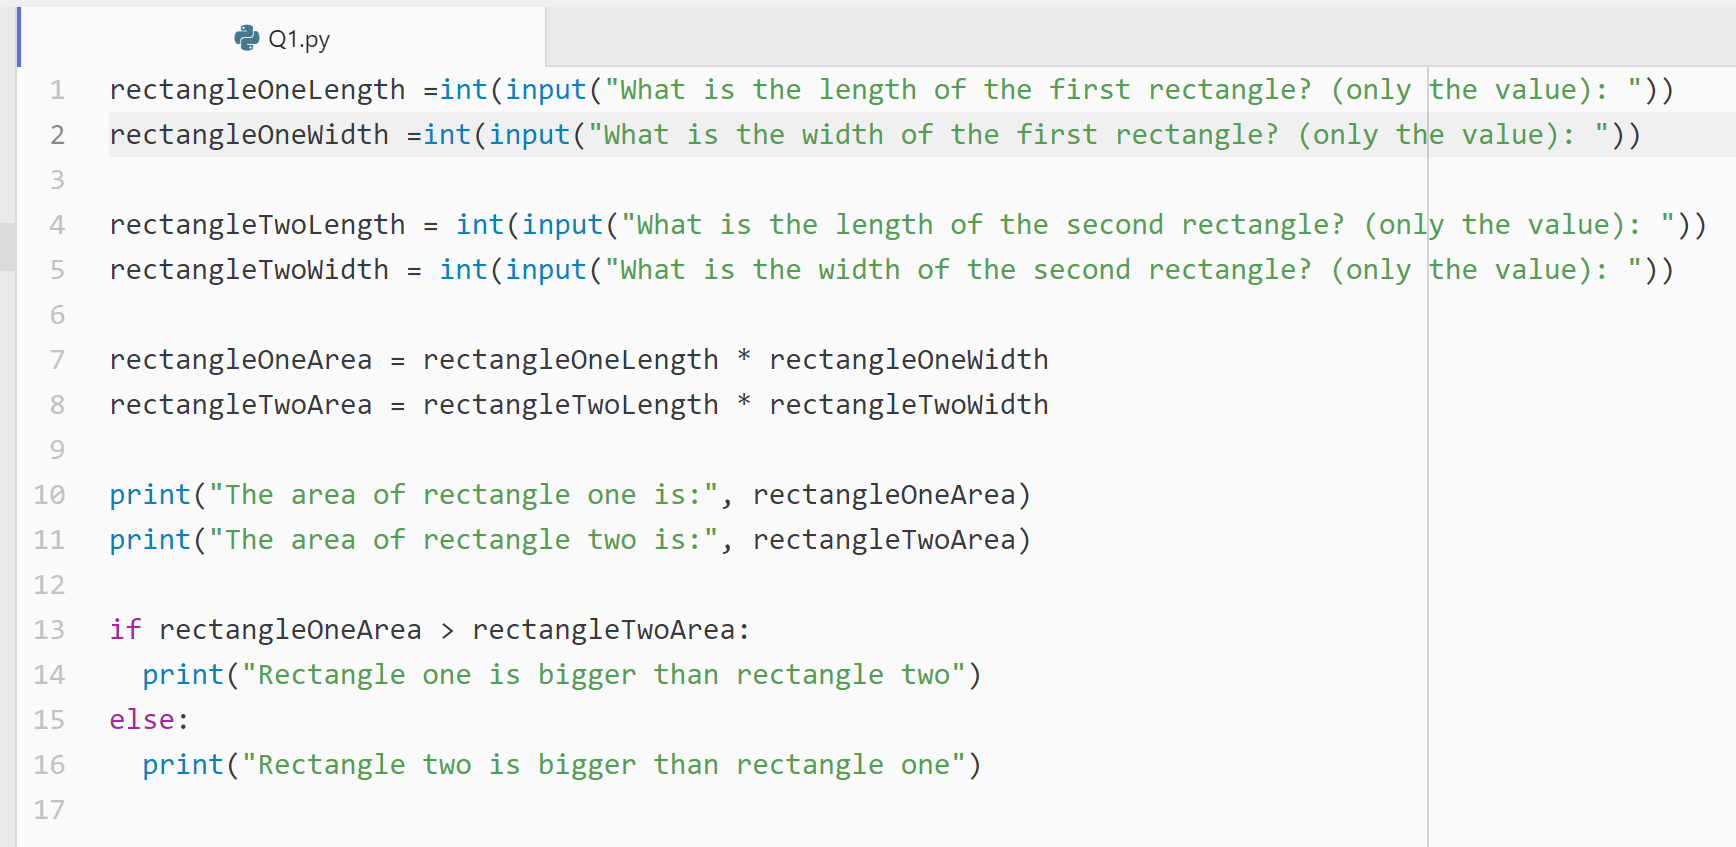 Q1.py
1 rectangleOneLength =int(input("What is the length of the first rectangle? (only the value): "))
2 rectangleOneWidth =int(input("What is the width of the first rectangle? (only the value): "))
3
4 rectangleTwoLength = int(input("What is the length of the second rectangle? (only the value): "))
5 rectangleTwoWidth = int(input("What is the width of the second rectangle? (only the value): "))
6
7 rectangleOneArea = rectangleOneLength * rectangleOneWidth
8 rectangleTwoArea = rectangleTwoLength * rectangleTwoWidth
9
10 print("The area of rectangle one is:", rectangleOneArea)
11 print("The area of rectangle two is:", rectangleTwoArea)
12
13 if rectangleOneArea > rectangleTwoArea:
14   print("Rectangle one is bigger than rectangle two")
15 else:
16   print("Rectangle two is bigger than rectangle one")
17